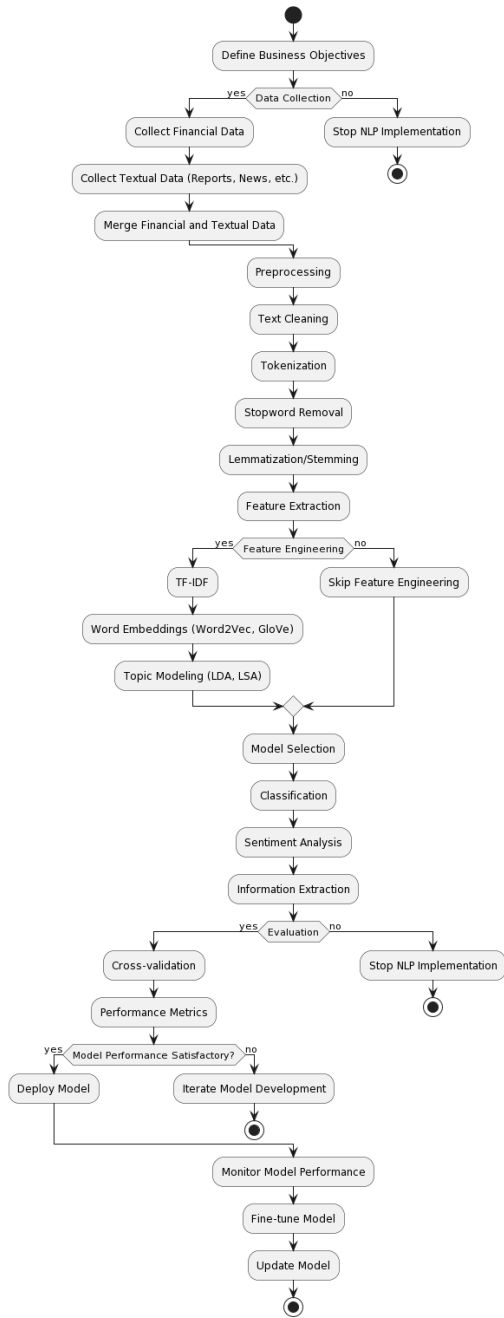 Define Business Objectives
yes
Data Collection
no
Collect Financial Data
Stop NLP Implementation
Collect Textual Data (Reports, News, etc.)
Merge Financial and Textual Data
Preprocessing
Text Cleaning
Tokenization
Stopword Removal
Lemmatization/Stemming
Feature Extraction
yes
Feature Engineering
no
TF-IDF
Skip Feature Engineering
Word Embeddings (Word2Vec, GloVe)
Topic Modeling (LDA, LSA)
Model Selection
Classification
Sentiment Analysis
Information Extraction
yes
Evaluation
no
Cross-validation
Stop NLP Implementation
Performance Metrics
yes
Model Performance Satisfactory?
no
Deploy Model
Iterate Model Development
Monitor Model Performance
Fine-tune Model
Update Model